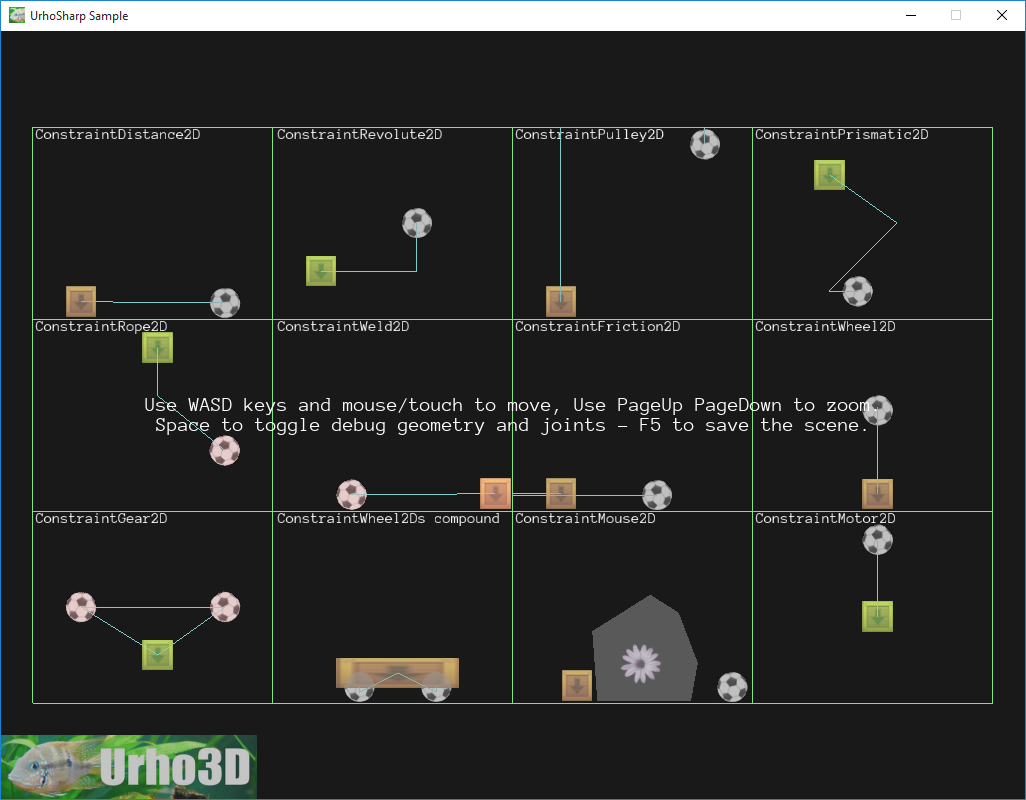 UrhoSharp Sample
ConstraintDistance2D
ConstraintRevolute2D
ConstraintPulley2D
ConstraintPrismatic2D
ConstraintRope2D
ConstraintWeld2D
ConstraintFriction2D
ConstraintWheel2D
Use WASD keys and mouse/touch to move, Use PageUp PageDown to zoom.
Space to toggle debug geometry and joints - F5 to save the scene.
ConstraintGear2D
ConstraintWheel2Ds compound
ConstraintMouse2D
ConstraintMotor2D
Urho3D